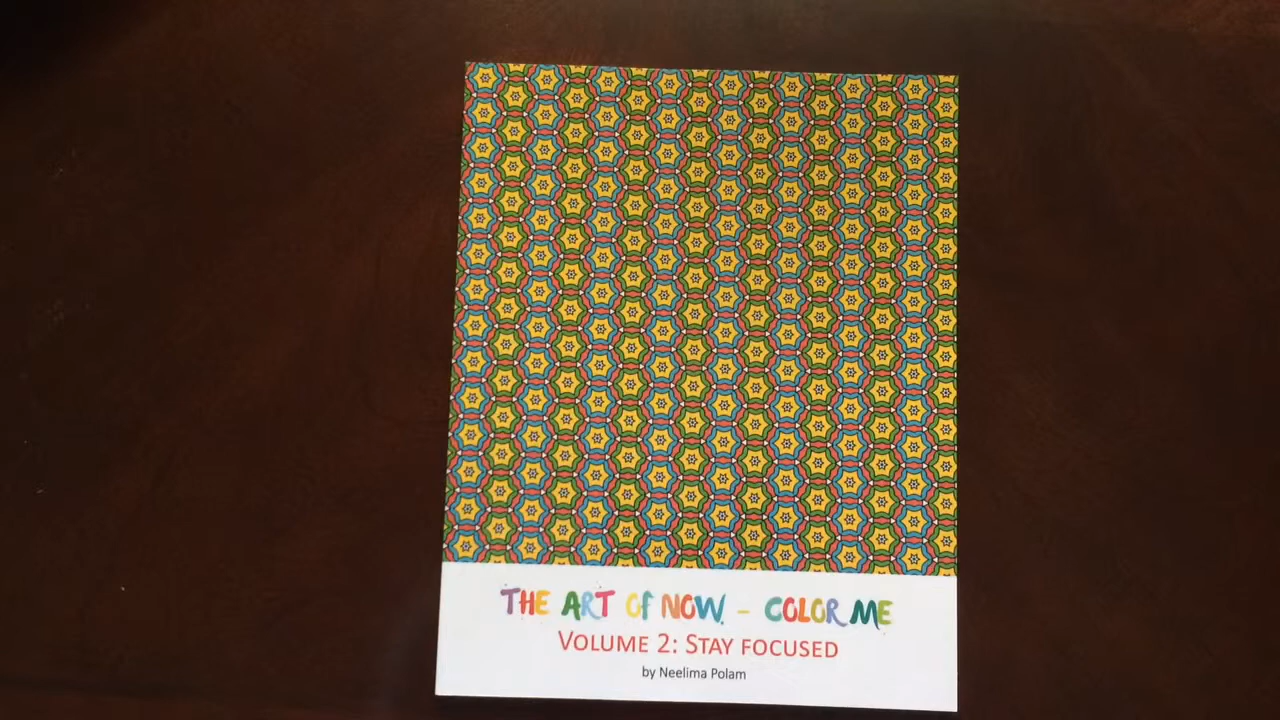 THE ART OF NOW - COLOR ME
VOLUME 2: STAY FOCUSED
by Neelima Polam